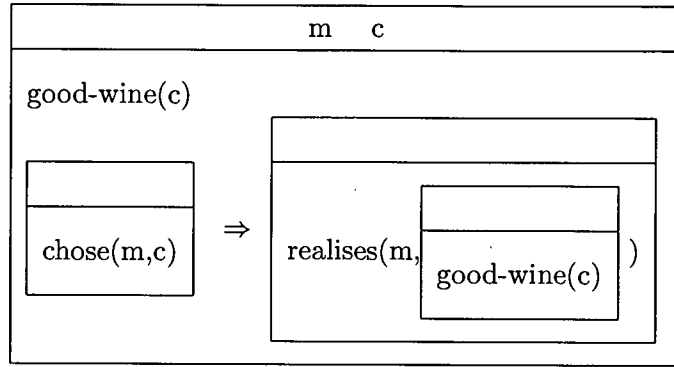 m c
good-wine(c)
chose(m,c) ⇒ realises(m, )
good-wine(c)